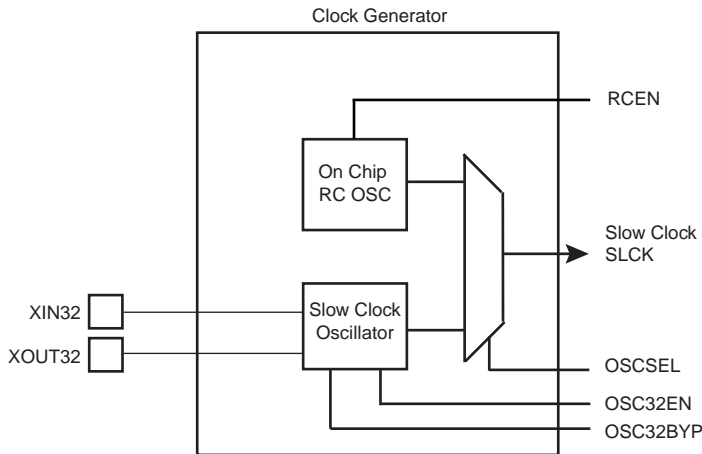 Clock Generator
RCEN
On Chip
RC OSC
Slow Clock
SLCK
XIN32
Slow Clock
Oscillator
XOUT32
OSCSEL
OSC32EN
OSC32BYP